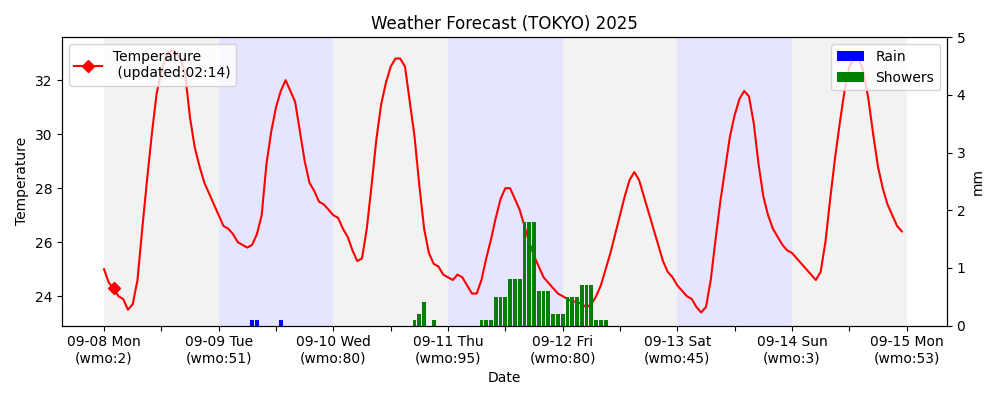 Weather Forecast (TOKYO) 2025
Temperature
(updated:02:14)
Rain
Showers
Temperature
32
30
28
26
24
5
4
3
2
1
0
mm
09-08 Mon
(wmo:2)
09-09 Tue
(wmo:51)
09-10 Wed
(wmo:80)
09-11 Thu
(wmo:95)
09-12 Fri
(wmo:80)
09-13 Sat
(wmo:45)
09-14 Sun
(wmo:3)
09-15 Mon
(wmo:53)
Date